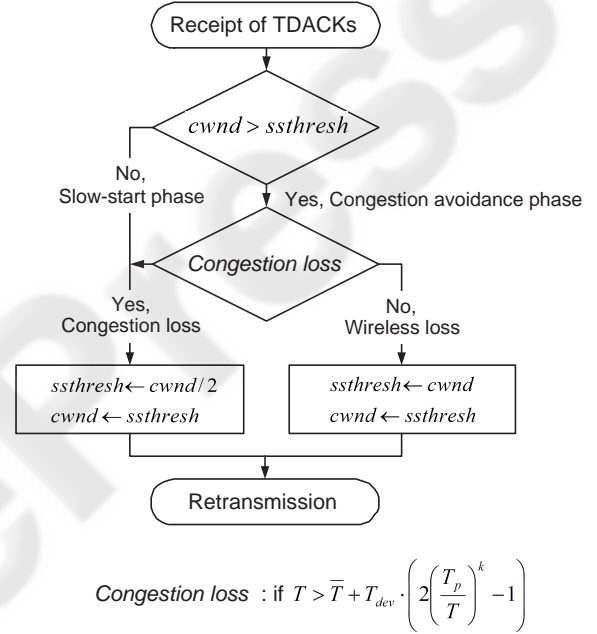 Receipt of TDACKs
cwnd > ssthresh
No,
Slow-start phase
Yes, Congestion avoidance phase
Congestion loss
Yes,
Congestion loss
No,
Wireless loss
ssthresh ← cwnd/2
cwnd ← ssthresh
ssthresh ← cwnd
cwnd ← ssthresh
Retransmission
Congestion loss : if T > T̅ + T_dev · (2(T_p/T)^k − 1)